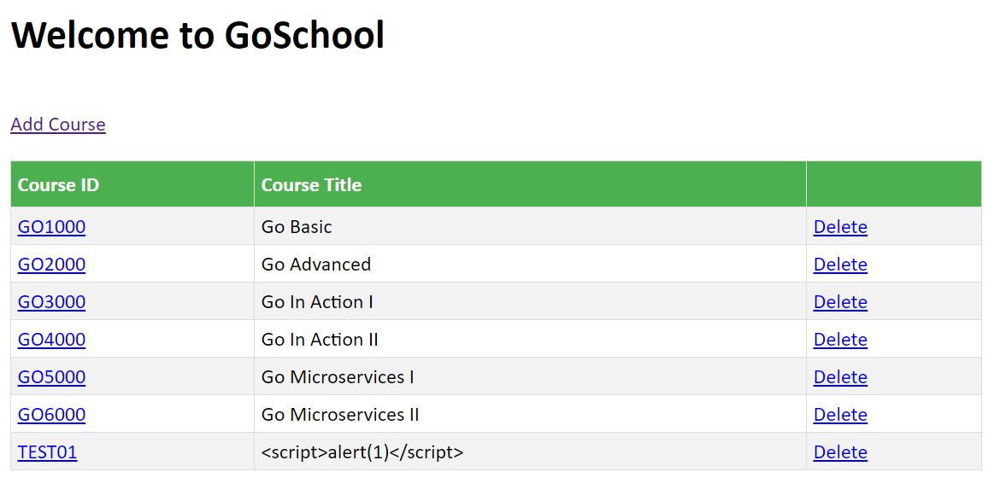 Welcome to GoSchool
Add Course
Course ID Course Title
GO1000 Go Basic Delete
GO2000 Go Advanced Delete
GO3000 Go In Action I Delete
GO4000 Go In Action II Delete
GO5000 Go Microservices I Delete
GO6000 Go Microservices II Delete
TEST01 <script>alert(1)</script> Delete